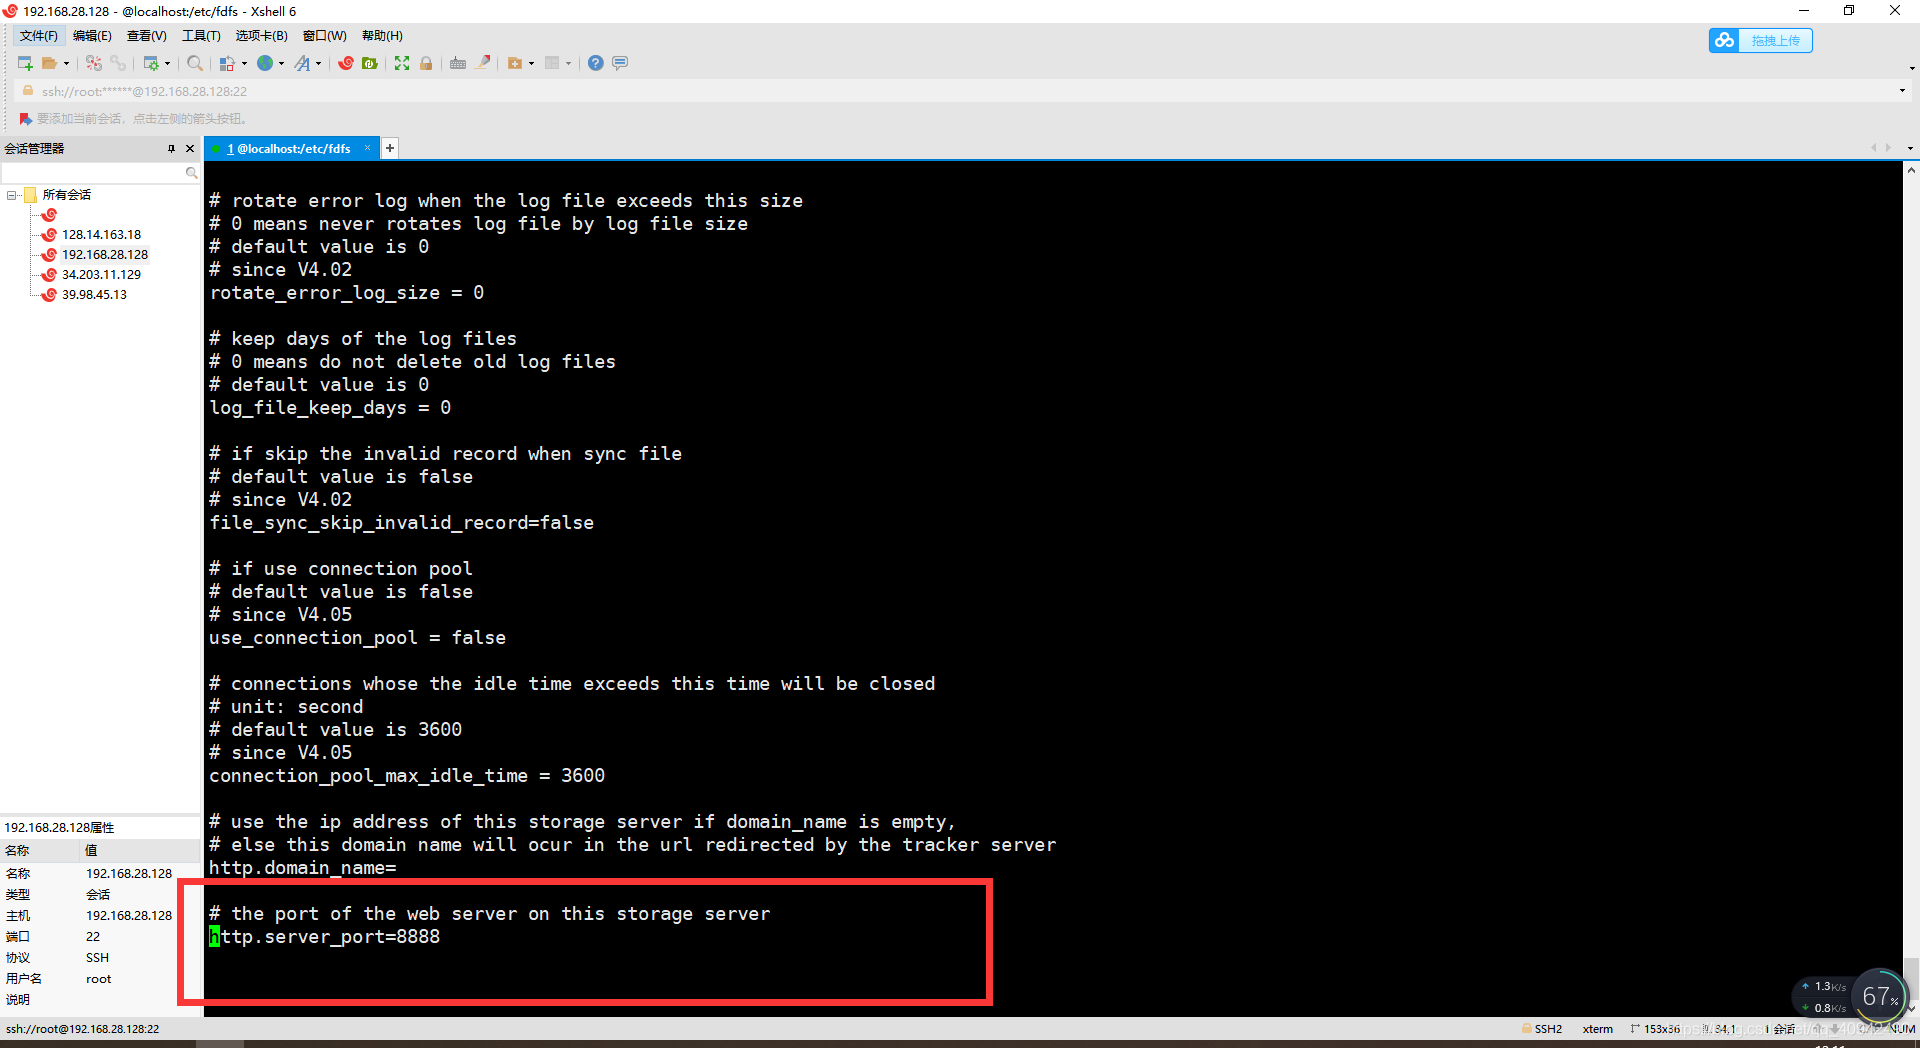 192.168.28.128 - @localhost:/etc/fdfs - Xshell 6
文件(F) 编辑(E) 查看(V) 工具(T) 选项卡(B) 窗口(W) 帮助(H)
拖拽上传
ssh://root:******@192.168.28.128:22
要添加当前会话，点击左侧的箭头按钮。
会话管理器
1 @localhost:/etc/fdfs
所有会话
128.14.163.18
192.168.28.128
34.203.11.129
39.98.45.13
# rotate error log when the log file exceeds this size
# 0 means never rotates log file by log file size
# default value is 0
# since V4.02
rotate_error_log_size = 0
# keep days of the log files
# 0 means do not delete old log files
# default value is 0
log_file_keep_days = 0
# if skip the invalid record when sync file
# default value is false
# since V4.02
file_sync_skip_invalid_record=false
# if use connection pool
# default value is false
# since V4.05
use_connection_pool = false
# connections whose the idle time exceeds this time will be closed
# unit: second
# default value is 3600
# since V4.05
connection_pool_max_idle_time = 3600
# use the ip address of this storage server if domain_name is empty,
# else this domain name will ocur in the url redirected by the tracker server
http.domain_name=
# the port of the web server on this storage server
http.server_port=8888
192.168.28.128属性
名称 值
名称 192.168.28.128
类型 会话
主机 192.168.28.128
端口 22
协议 SSH
用户名 root
说明
1.3K/s
0.8K/s
67%
ssh://root@192.168.28.128:22
SSH2 xterm 153x36 34,1 1 会话 NUM